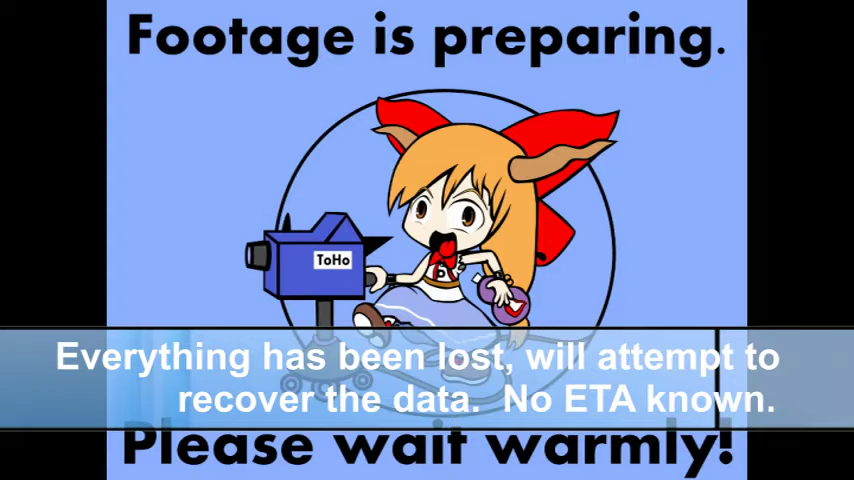 Footage is preparing.
ToHo
Everything has been lost, will attempt to
recover the data.  No ETA known.
Please wait warmly!